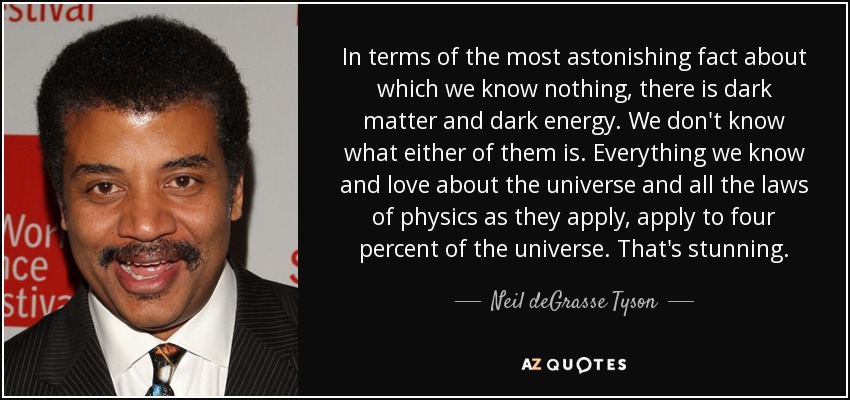 stival
Wor
nce
stiva
S
In terms of the most astonishing fact about
which we know nothing, there is dark
matter and dark energy. We don't know
what either of them is. Everything we know
and love about the universe and all the laws
of physics as they apply, apply to four
percent of the universe. That's stunning.
Neil deGrasse Tyson
AZ QUOTES